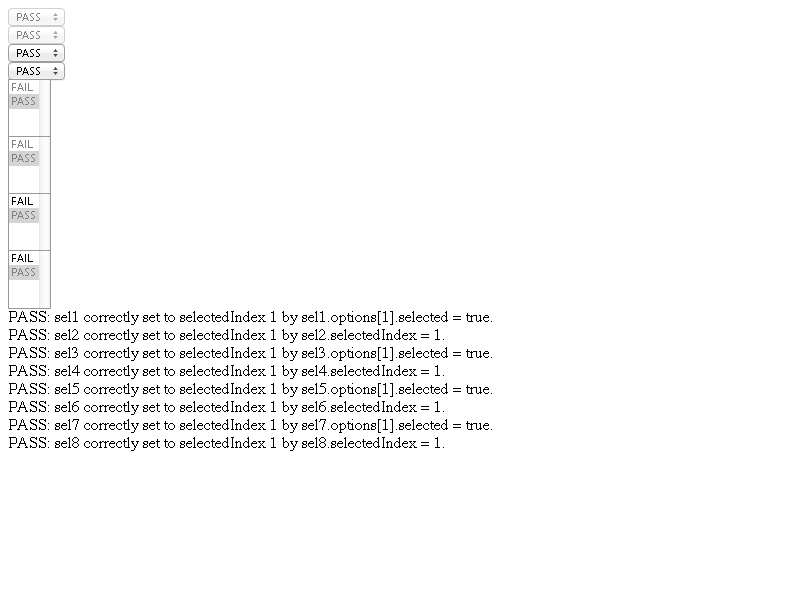 PASS
PASS
PASS
PASS
FAIL
PASS
FAIL
PASS
FAIL
PASS
FAIL
PASS
PASS: sel1 correctly set to selectedIndex 1 by sel1.options[1].selected = true.
PASS: sel2 correctly set to selectedIndex 1 by sel2.selectedIndex = 1.
PASS: sel3 correctly set to selectedIndex 1 by sel3.options[1].selected = true.
PASS: sel4 correctly set to selectedIndex 1 by sel4.selectedIndex = 1.
PASS: sel5 correctly set to selectedIndex 1 by sel5.options[1].selected = true.
PASS: sel6 correctly set to selectedIndex 1 by sel6.selectedIndex = 1.
PASS: sel7 correctly set to selectedIndex 1 by sel7.options[1].selected = true.
PASS: sel8 correctly set to selectedIndex 1 by sel8.selectedIndex = 1.